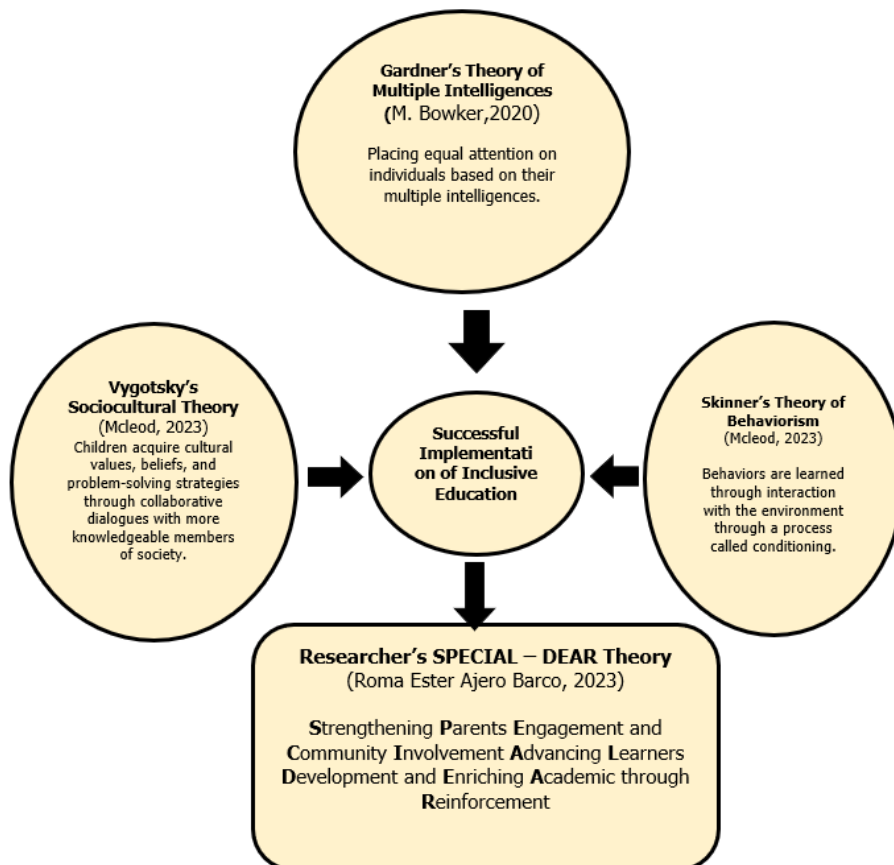 Gardner's Theory of
Multiple Intelligences
(M. Bowker,2020)
Placing equal attention on
individuals based on their
multiple intelligences.
Vygotsky's
Sociocultural Theory
(Mcleod, 2023)
Children acquire cultural
values, beliefs, and
problem-solving strategies
through collaborative
dialogues with more
knowledgeable members
of society.
Successful
Implementati
on of Inclusive
Education
Skinner's Theory of
Behaviorism
(Mcleod, 2023)
Behaviors are learned
through interaction
with the environment
through a process
called conditioning.
Researcher's SPECIAL – DEAR Theory
(Roma Ester Ajero Barco, 2023)
Strengthening Parents Engagement and
Community Involvement Advancing Learners
Development and Enriching Academic through
Reinforcement